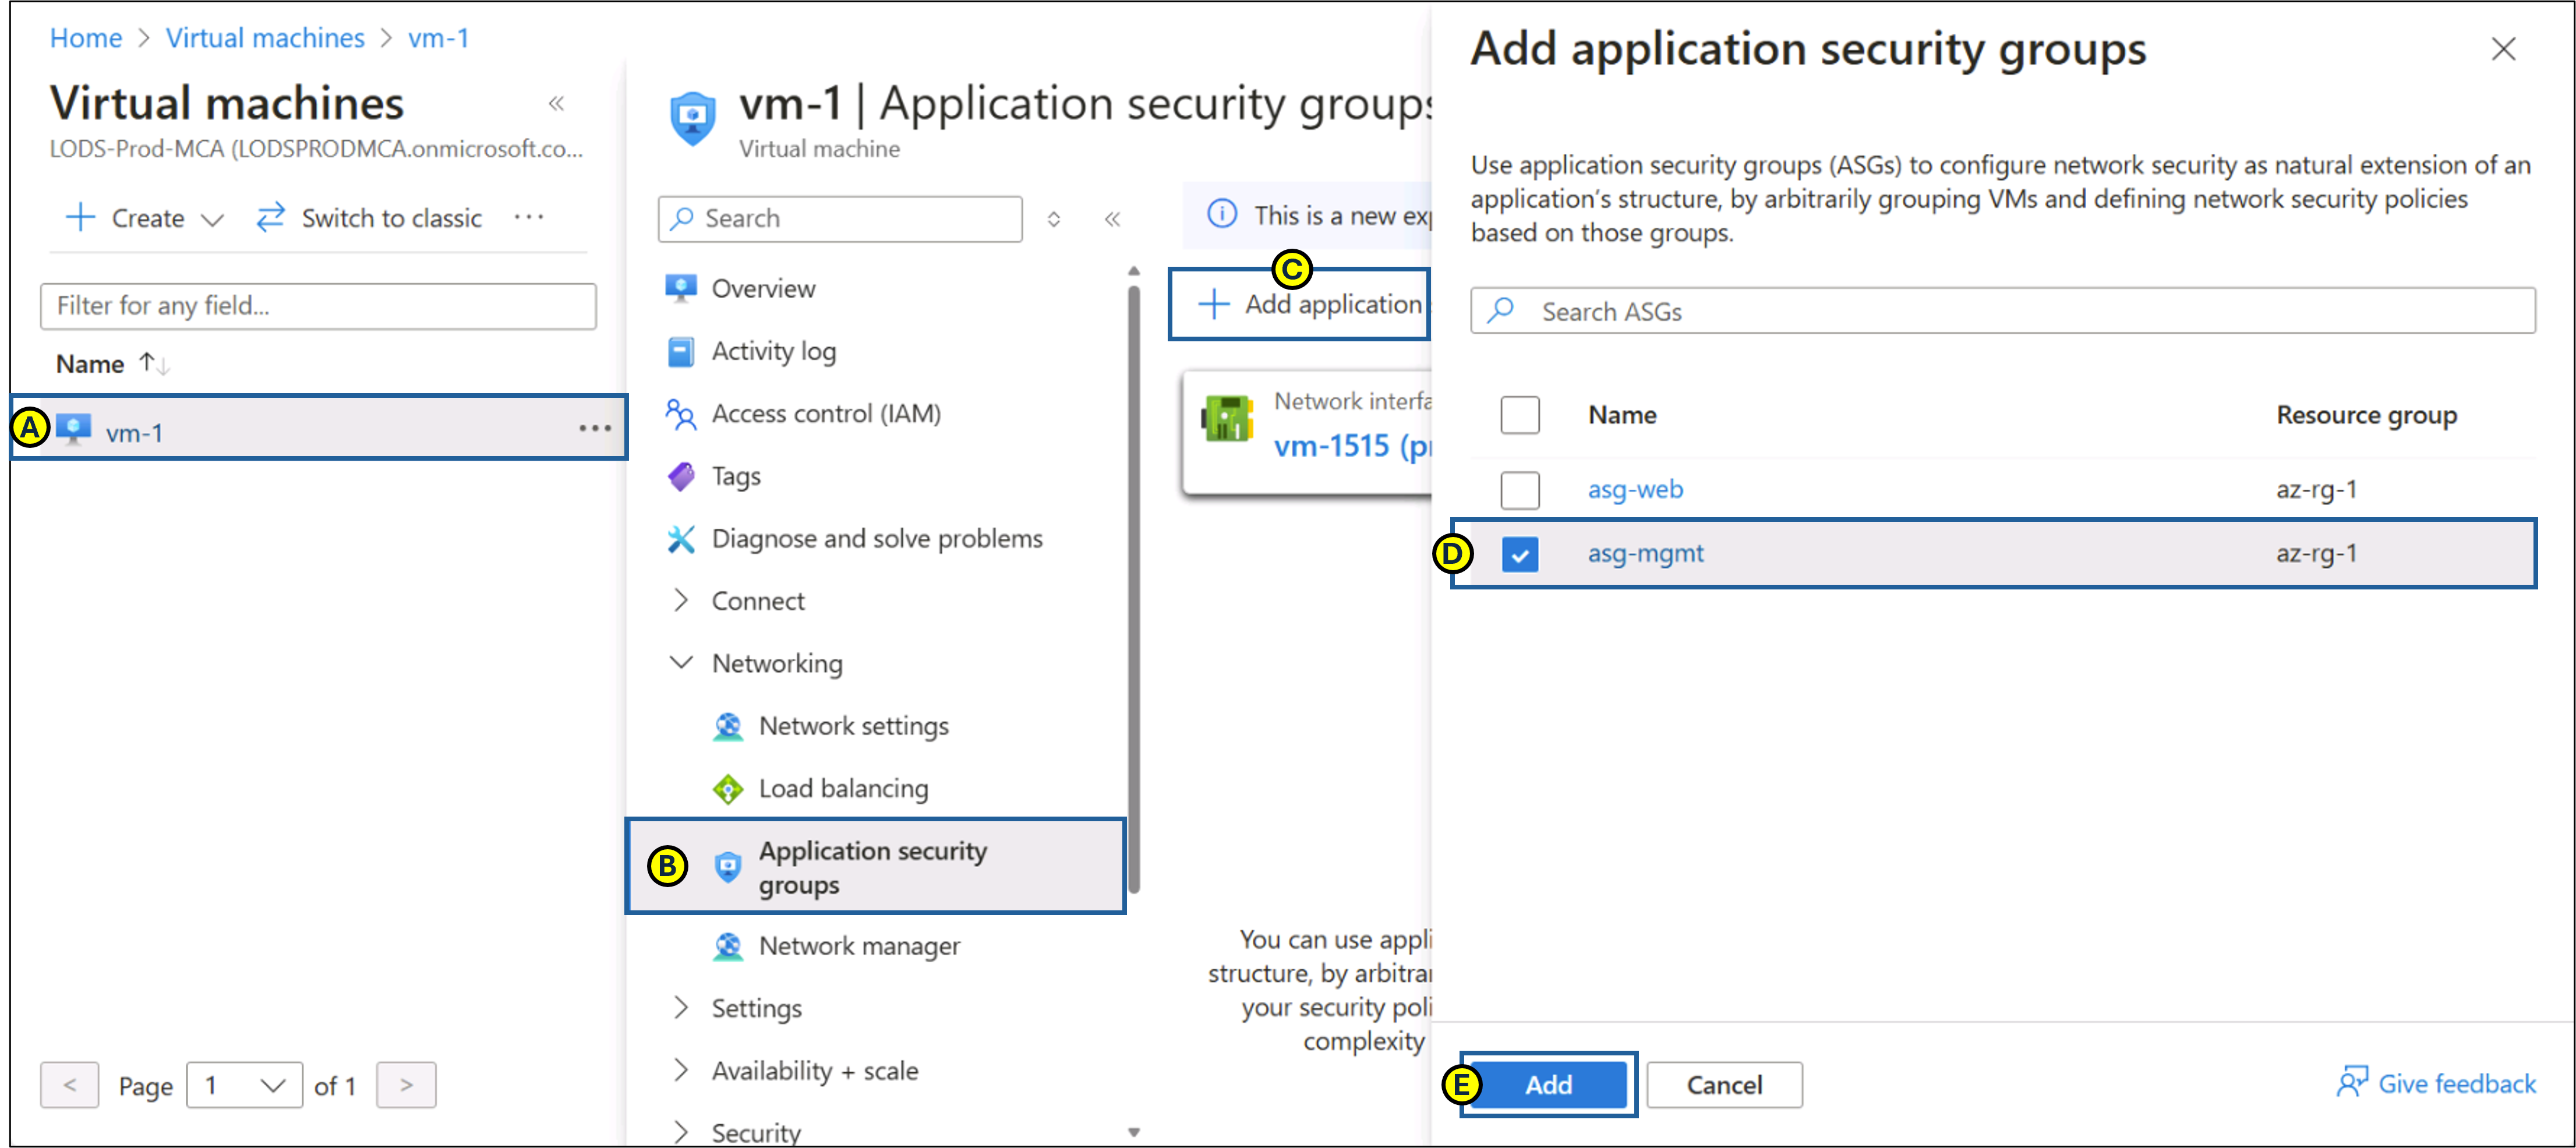 Home > Virtual machines > vm-1
Virtual machines
LODS-Prod-MCA (LODSPRODMCA.onmicrosoft.co...
Create
Switch to classic
Filter for any field...
Name
A
vm-1
< Page 1 of 1 >
vm-1 | Application security groups
Virtual machine
Search
Overview
Activity log
Access control (IAM)
Tags
Diagnose and solve problems
Connect
Networking
Network settings
Load balancing
B
Application security
groups
Network manager
Settings
Availability + scale
Security
This is a new
C
Add application
Network
vm-1515
You can use
structure, by
your security
complexity
Add application security groups
Use application security groups (ASGs) to configure network security as natural extension of an
application’s structure, by arbitrarily grouping VMs and defining network security policies
based on those groups.
Search ASGs
Name Resource group
asg-web az-rg-1
D
asg-mgmt az-rg-1
E
Add Cancel
Give feedback